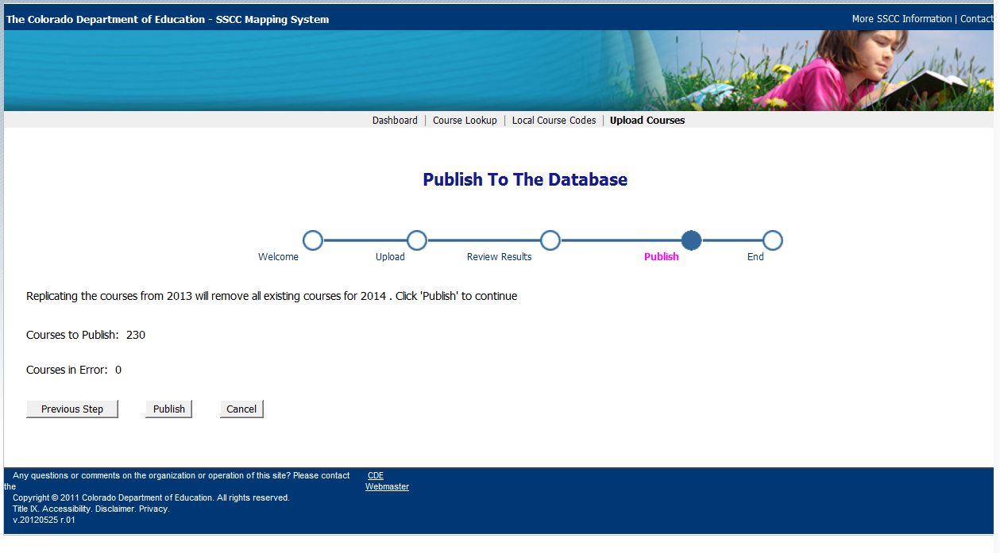 The Colorado Department of Education - SSCC Mapping System
More SSCC Information | Contact
Dashboard | Course Lookup | Local Course Codes | Upload Courses
Publish To The Database
Welcome Upload Review Results Publish End
Replicating the courses from 2013 will remove all existing courses for 2014 . Click 'Publish' to continue
Courses to Publish: 230
Courses in Error: 0
Previous Step Publish Cancel
Any questions or comments on the organization or operation of this site? Please contact CDE
the Webmaster
Copyright © 2011 Colorado Department of Education. All rights reserved.
Title IX. Accessibility. Disclaimer. Privacy.
v.20120525 r.01